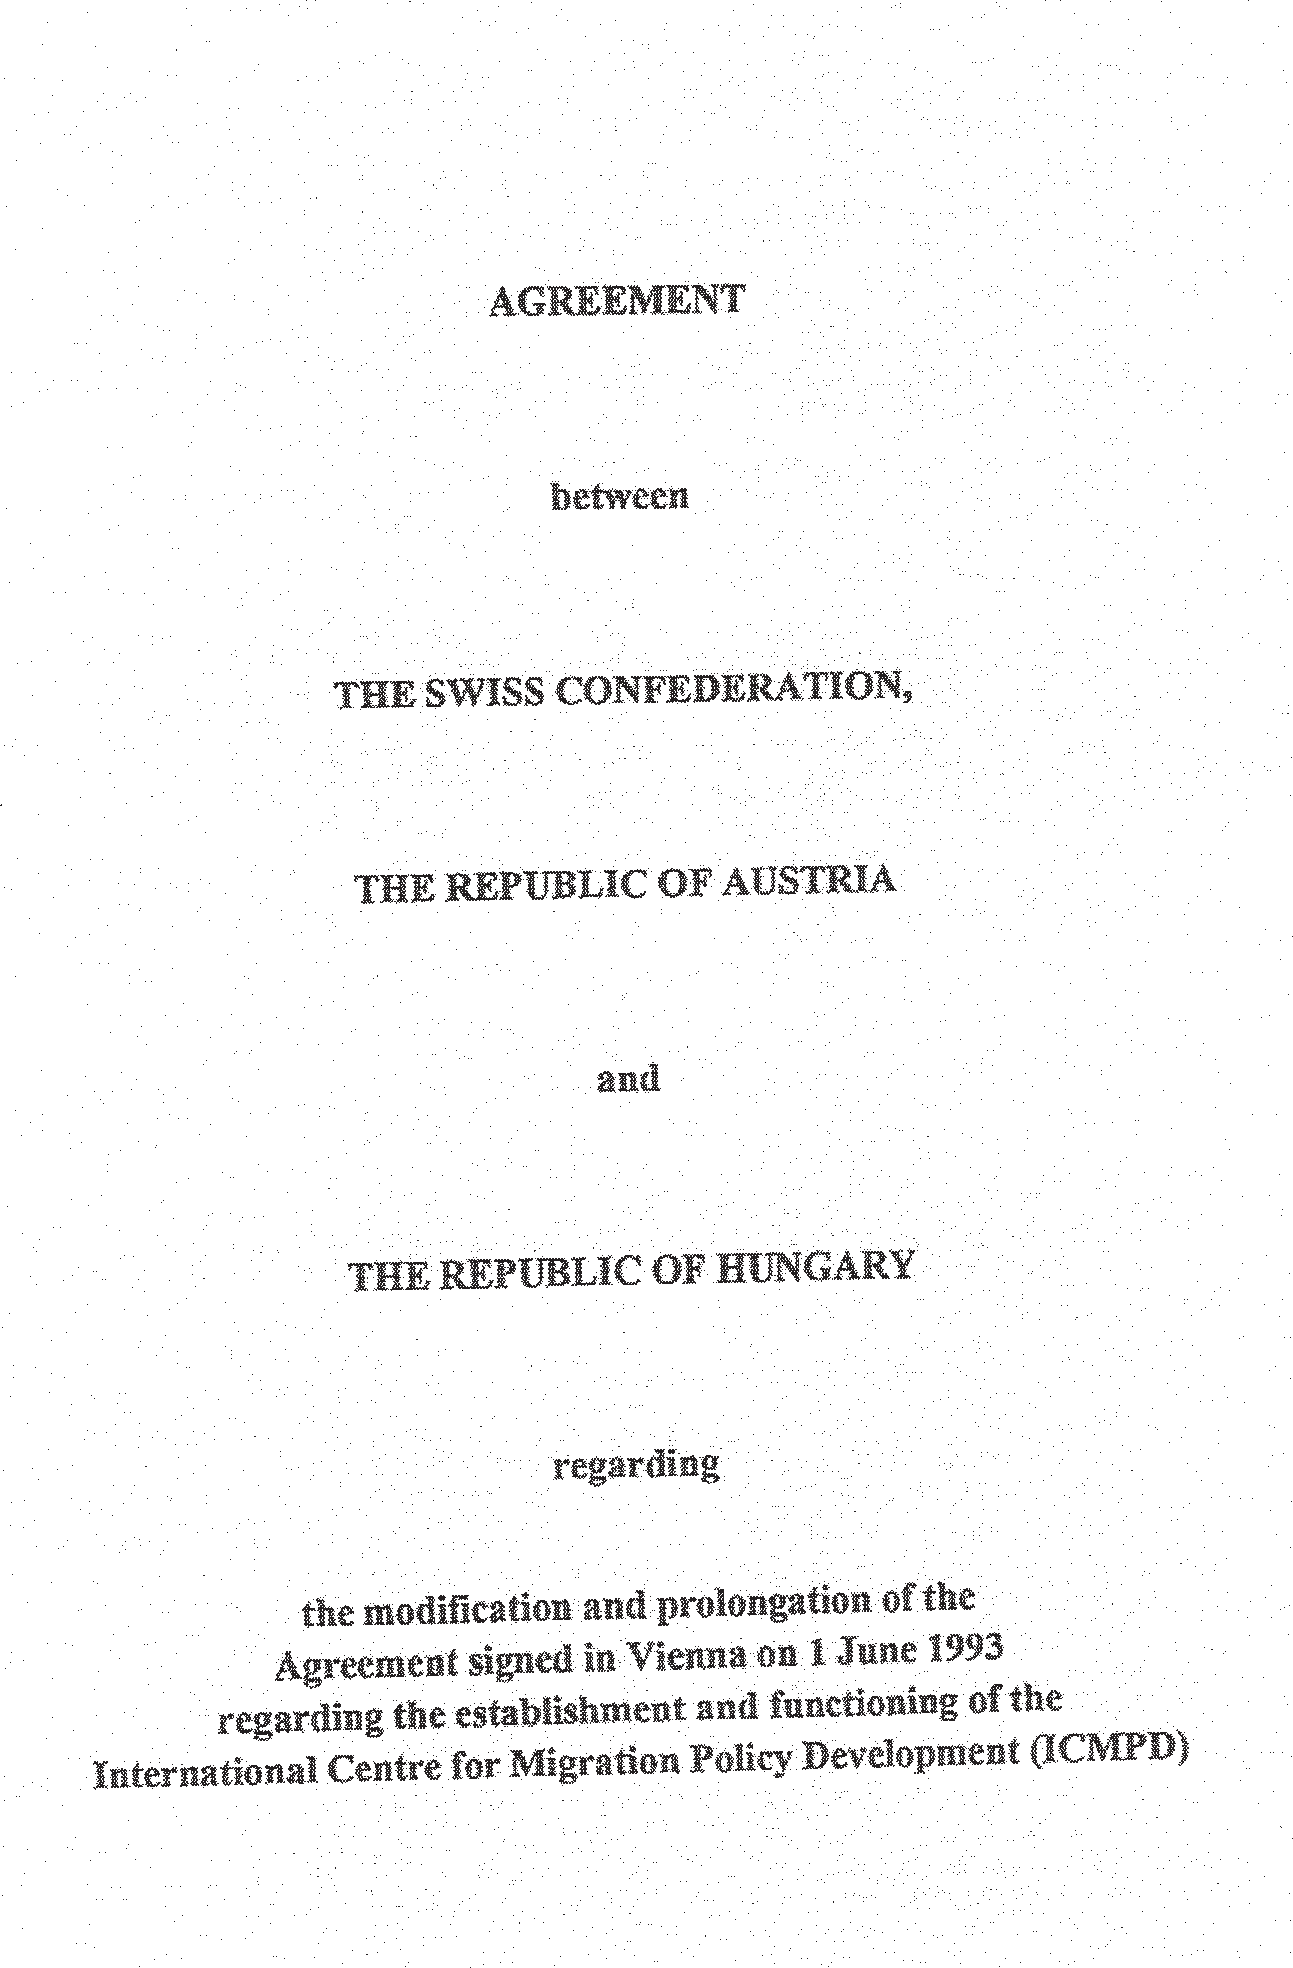 AGREEMENT
between
THE SWISS CONFEDERATION,
THE REPUBLIC OF AUSTRIA
and
THE REPUBLIC OF HUNGARY
regarding
the modification and prolongation of the
Agreement signed in Vienna on 1 June 1993
regarding the establishment and functioning of the
International Centre for Migration Policy Development (ICMPD)